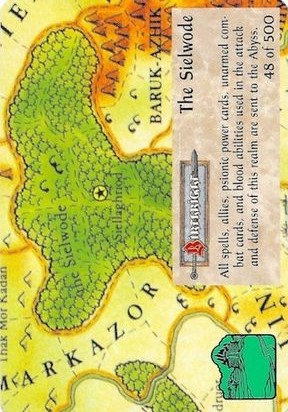 The Sielwode
BIRTHRIGHT
All spells, allies, psionic power cards, unarmed com-
bat cards, and blood abilities used in the attack
and defense of this realm are sent to the Abyss.
48 of 500
BARUK-AZHIK
The Sielwode
Siellaghriod
Thak Mor Kadan
MARKAZOR